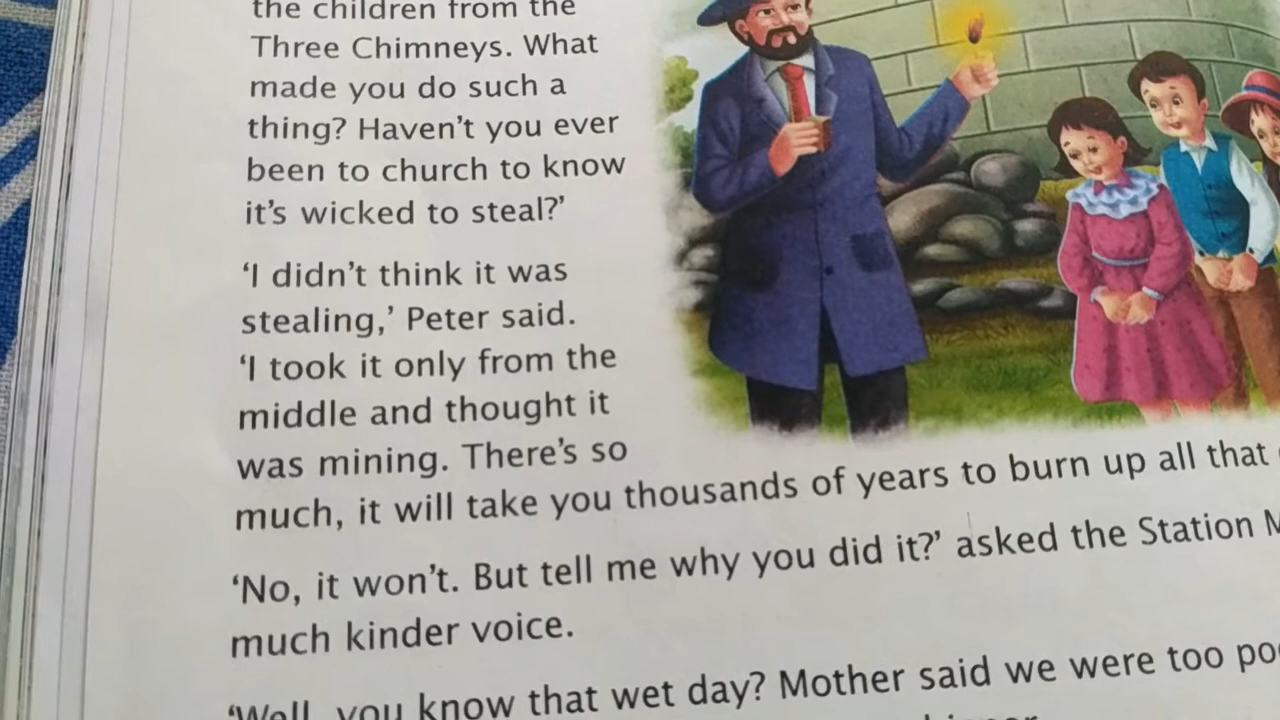 the children from the
Three Chimneys. What
made you do such a
thing? Haven't you ever
been to church to know
it's wicked to steal?'
'I didn't think it was
stealing,' Peter said.
'I took it only from the
middle and thought it
was mining. There's so
much, it will take you thousands of years to burn up all that
'No, it won't. But tell me why you did it?' asked the Station M
much kinder voice.
'Well, you know that wet day? Mother said we were too